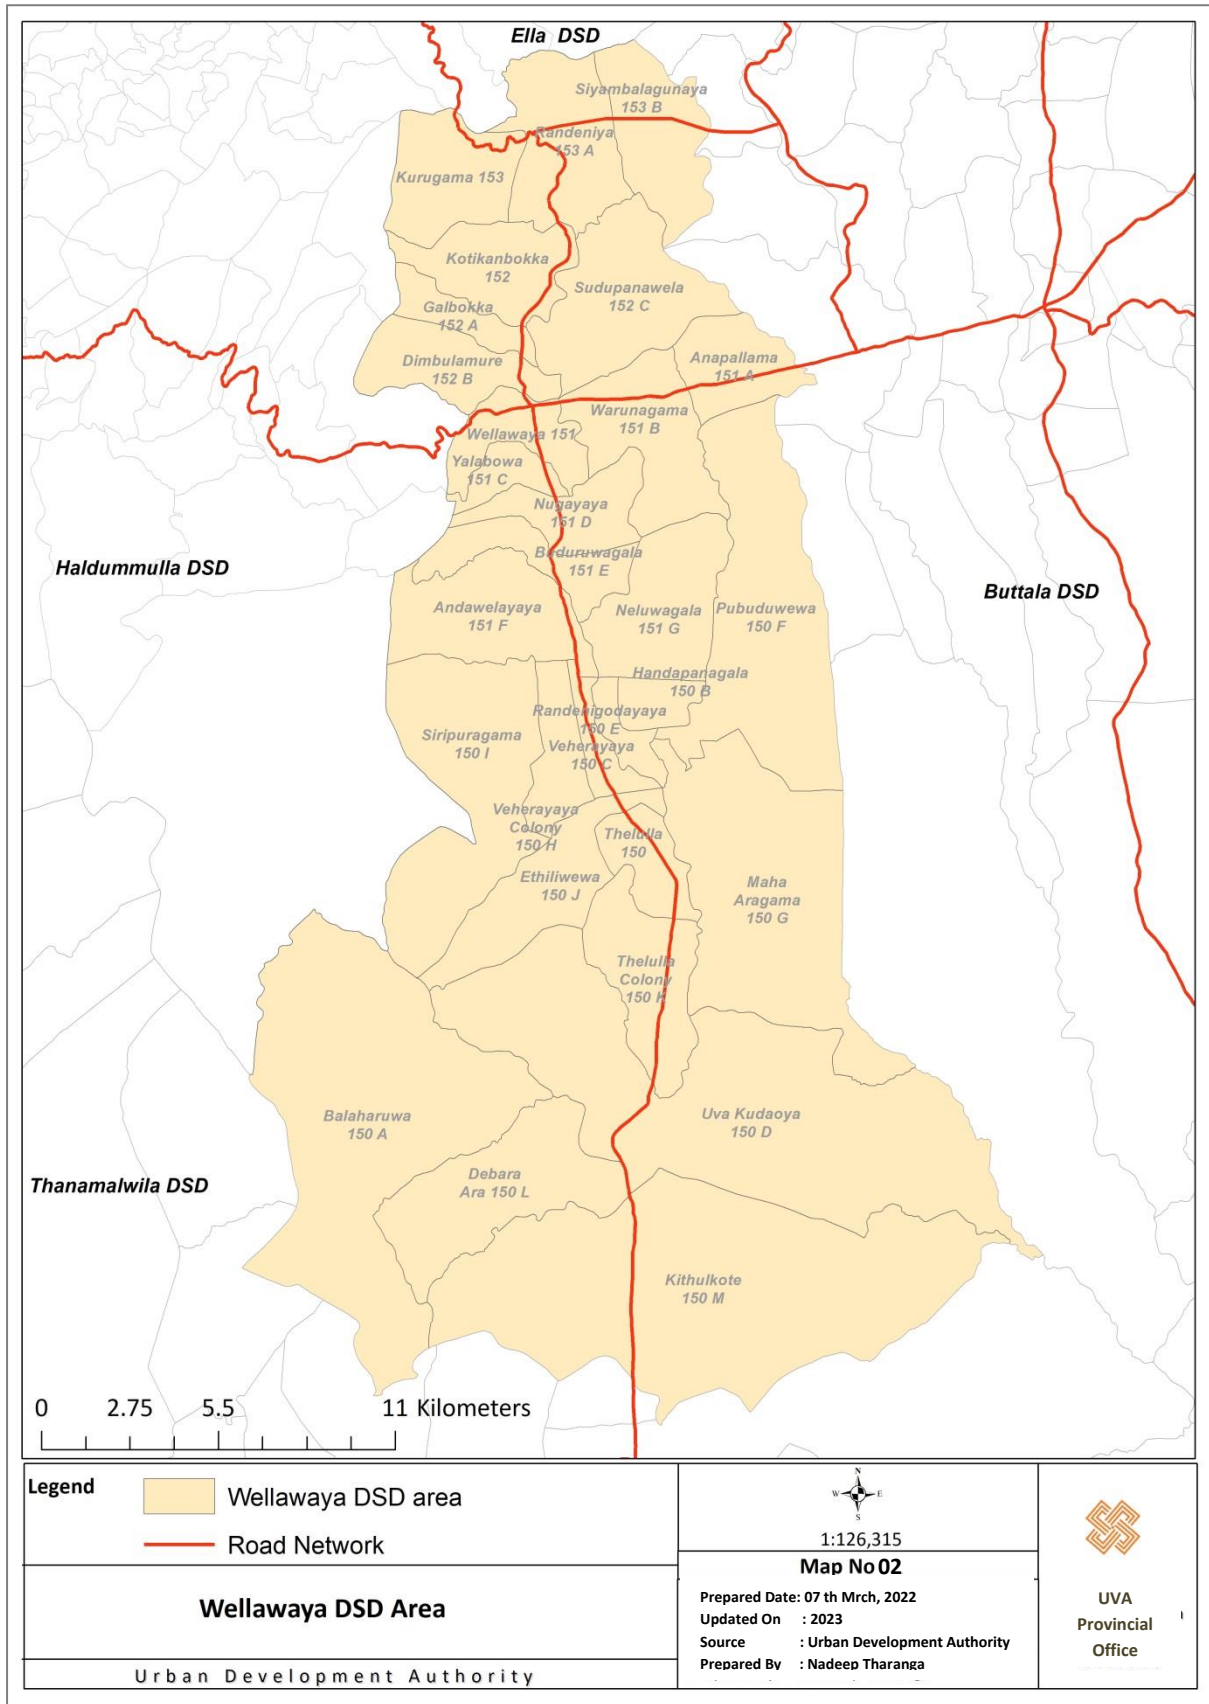 Ella DSD
Siyambalagunaya
153 B
Randeniya
153 A
Kurugama 153
Kotikanbokka
152
Sudupanawela
152 C
Galbokka
152 A
Dimbulamure
152 B
Anapallama
151 A
Warunagama
151 B
Wellawaya 151
Yalabowa
151 C
Nugayaya
151 D
Buduruwagala
151 E
Haldummulla DSD
Buttala DSD
Andawelayaya
151 F
Neluwagala
151 G
Pubuduwewa
150 F
Handapanagala
150 B
Randenigodayaya
150 E
Siripuragama
150 I
Veherayaya
150 C
Veherayaya
Colony
150 H
Thelulla
150
Ethiliwewa
150 J
Maha
Aragama
150 G
Thelulla
Colony
150 K
Balaharuwa
150 A
Uva Kudaoya
150 D
Debara
Ara 150 L
Thanamalwila DSD
Kithulkote
150 M
0 2.75 5.5 11 Kilometers
Legend
Wellawaya DSD area
Road Network
Wellawaya DSD Area
Urban Development Authority
N
W E
S
1:126,315
Map No 02
Prepared Date: 07 th Mrch, 2022
Updated On : 2023
Source : Urban Development Authority
Prepared By : Nadeep Tharanga
UVA
Provincial
Office